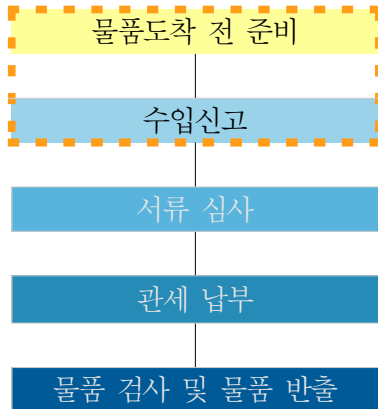 물품도착 전 준비
수입신고
서류 심사
관세 납부
물품 검사 및 물품 반출